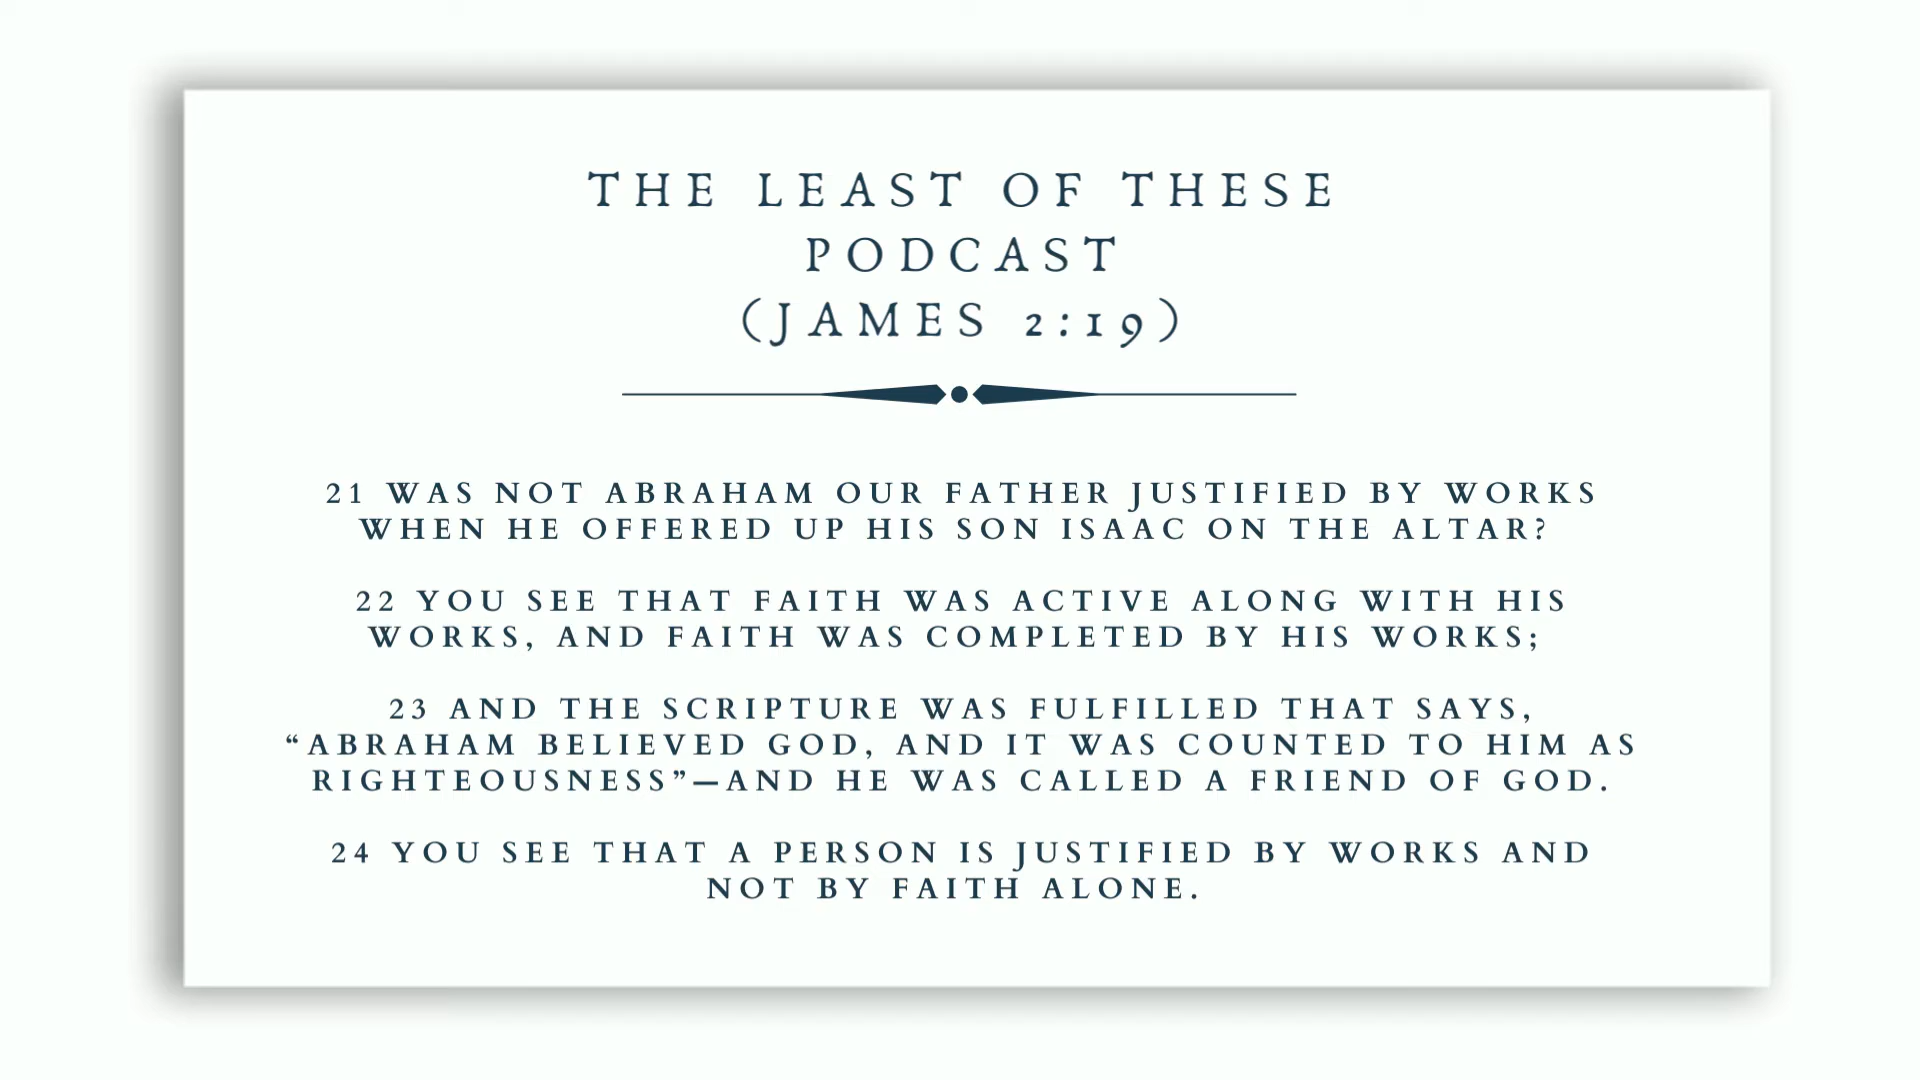 THE LEAST OF THESE
PODCAST
(JAMES 2:19)
21 WAS NOT ABRAHAM OUR FATHER JUSTIFIED BY WORKS
WHEN HE OFFERED UP HIS SON ISAAC ON THE ALTAR?
22 YOU SEE THAT FAITH WAS ACTIVE ALONG WITH HIS
WORKS, AND FAITH WAS COMPLETED BY HIS WORKS;
23 AND THE SCRIPTURE WAS FULFILLED THAT SAYS,
“ABRAHAM BELIEVED GOD, AND IT WAS COUNTED TO HIM AS
RIGHTEOUSNESS”—AND HE WAS CALLED A FRIEND OF GOD.
24 YOU SEE THAT A PERSON IS JUSTIFIED BY WORKS AND
NOT BY FAITH ALONE.